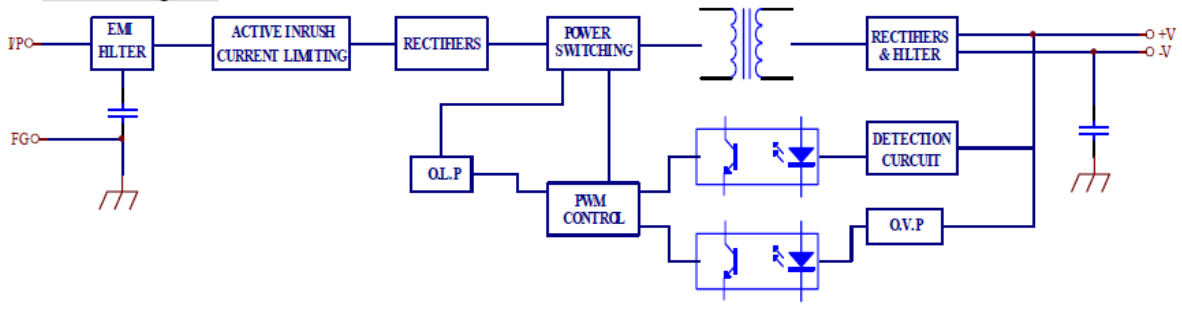 I/P
EMI
FILTER
ACTIVE INRUSH
CURRENT LIMITING
RECTIFIERS
POWER
SWITCHING
RECTIFIERS
& FILTER
+V
-V
FG
O.L.P
PWM
CONTROL
DETECTION
CURCUIT
O.V.P